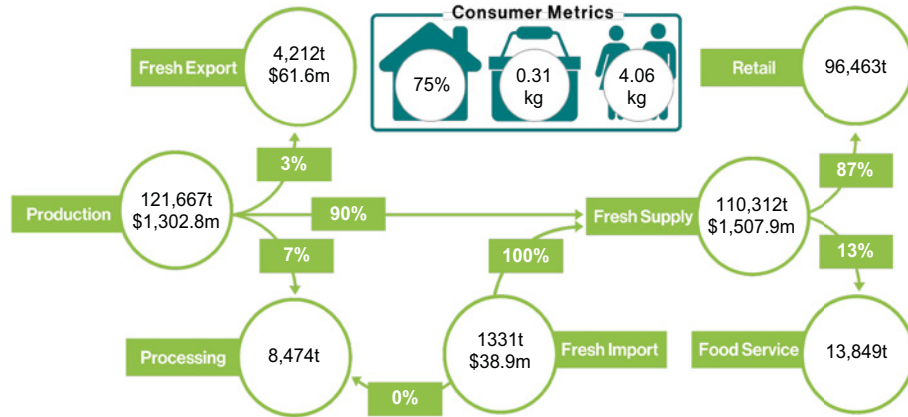 Consumer Metrics
75%
0.31
kg
4.06
kg
Fresh Export
4,212t
$61.6m
Retail
96,463t
3%
87%
Production
121,667t
$1,302.8m
90%
Fresh Supply
110,312t
$1,507.9m
7%
100%
13%
Processing
8,474t
1331t
$38.9m
Fresh Import
Food Service
13,849t
0%